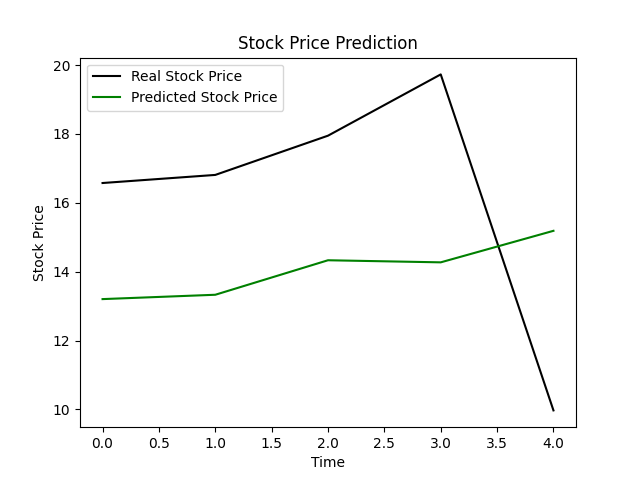 Stock Price Prediction
Real Stock Price
Predicted Stock Price
Stock Price
20
18
16
14
12
10
0.0 0.5 1.0 1.5 2.0 2.5 3.0 3.5 4.0
Time